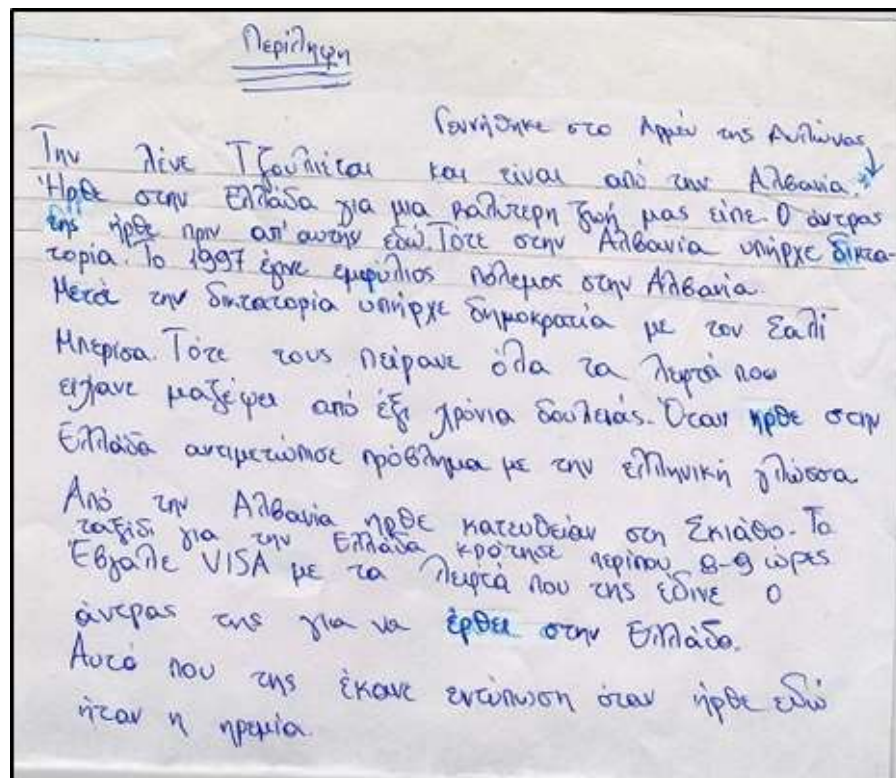 Περίληψη
Γεννήθηκε στο Αρμέν της Αυλώνας
Την λένε Τζουλιέτα και είναι από την Αλβανία.
Ήρθε στην Ελλάδα για μια καλύτερη ζωή μας είπε. Ο άντρας
της ήρθε πριν απ' αυτην εδώ. Τότε στην Αλβανία υπήρχε δικτα-
τορία. Το 1997 έγινε εμφύλιος πόλεμος στην Αλβανία.
Μετά την δικτατορία υπήρχε δημοκρατία με τον Σαλί
Μπερίσα. Τότε τους πείρανε όλα τα λεφτά που
είχανε μαζέψει από έξι χρόνια δουλειάς. Όταν ηρθε στην
Ελλάδα αντιμετώπισε πρόβλημα με την ελληνική γλώσσα
Από την Αλβανία ηρθε κατευθείαν στη Σκιάθο. Το
ταξίδι για την Ελλάδα κράτησε περίπου 8-9 ώρες
Έβγαλε VISA με τα λεφτά που της έδινε ο
άντρας της για να έρθει στην Ελλάδα.
Αυτό που της έκανε εντύπωση όταν ήρθε εδώ
ήταν η ηρεμία.